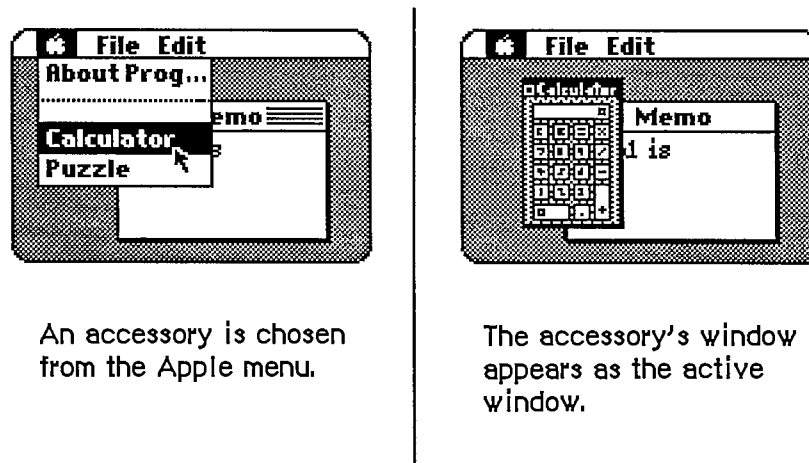 File Edit
About Prog...
emo
Calculator
Puzzle
s
An accessory is chosen
from the Apple menu.
File Edit
Calculator
Memo
d is
The accessory's window
appears as the active
window.